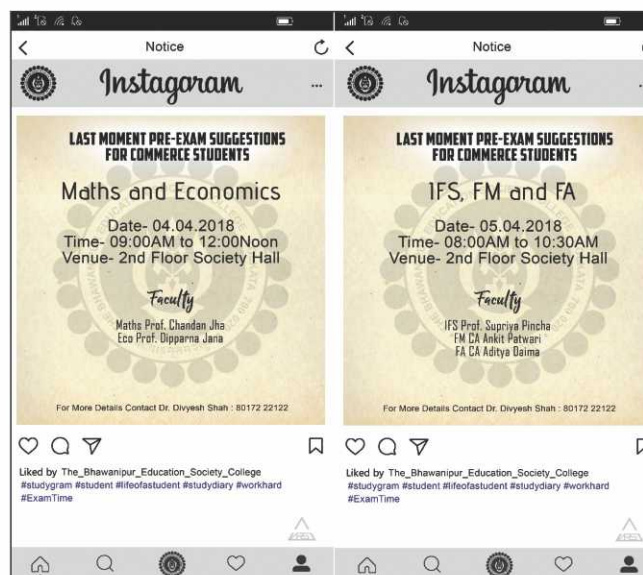 Notice
Instagram
LAST MOMENT PRE-EXAM SUGGESTIONS
FOR COMMERCE STUDENTS
Maths and Economics
Date- 04.04.2018
Time- 09:00AM to 12:00Noon
Venue- 2nd Floor Society Hall
Faculty
Maths Prof. Chandan Jha
Eco Prof. Dipparna Jana
For More Details Contact Dr. Divyesh Shah : 80172 22122
Liked by The_Bhawanipur_Education_Society_College
#studygram #student #lifeofastudent #studydiary #workhard
#ExamTime
Notice
Instagram
LAST MOMENT PRE-EXAM SUGGESTIONS
FOR COMMERCE STUDENTS
IFS, FM and FA
Date- 05.04.2018
Time- 08:00AM to 10:30AM
Venue- 2nd Floor Society Hall
Faculty
IFS Prof. Supriya Pincha
FM CA Ankit Patwari
FA CA Aditya Daima
For More Details Contact Dr. Divyesh Shah : 80172 22122
Liked by The_Bhawanipur_Education_Society_College
#studygram #student #lifeofastudent #studydiary #workhard
#ExamTime